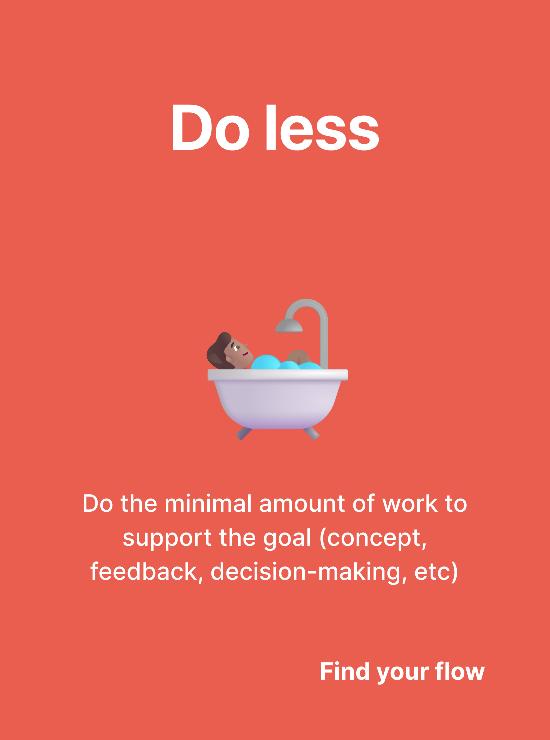 Do less
Do the minimal amount of work to
support the goal (concept,
feedback, decision-making, etc)
Find your flow